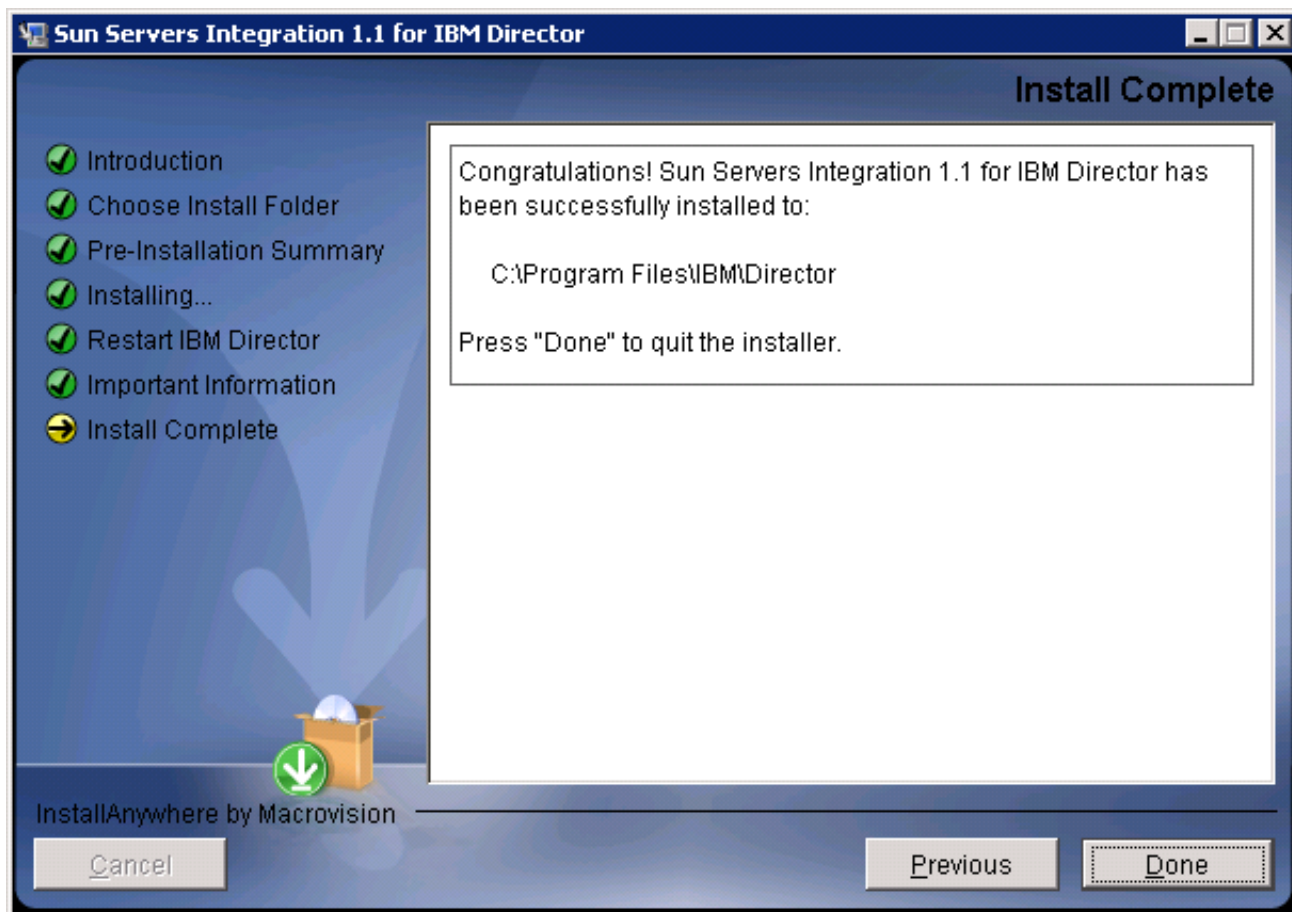 Sun Servers Integration 1.1 for IBM Director
Install Complete
Introduction
Choose Install Folder
Pre-Installation Summary
Installing...
Restart IBM Director
Important Information
Install Complete
Congratulations! Sun Servers Integration 1.1 for IBM Director has
been successfully installed to:
C:\Program Files\IBM\Director
Press "Done" to quit the installer.
InstallAnywhere by Macrovision
Cancel
Previous
Done